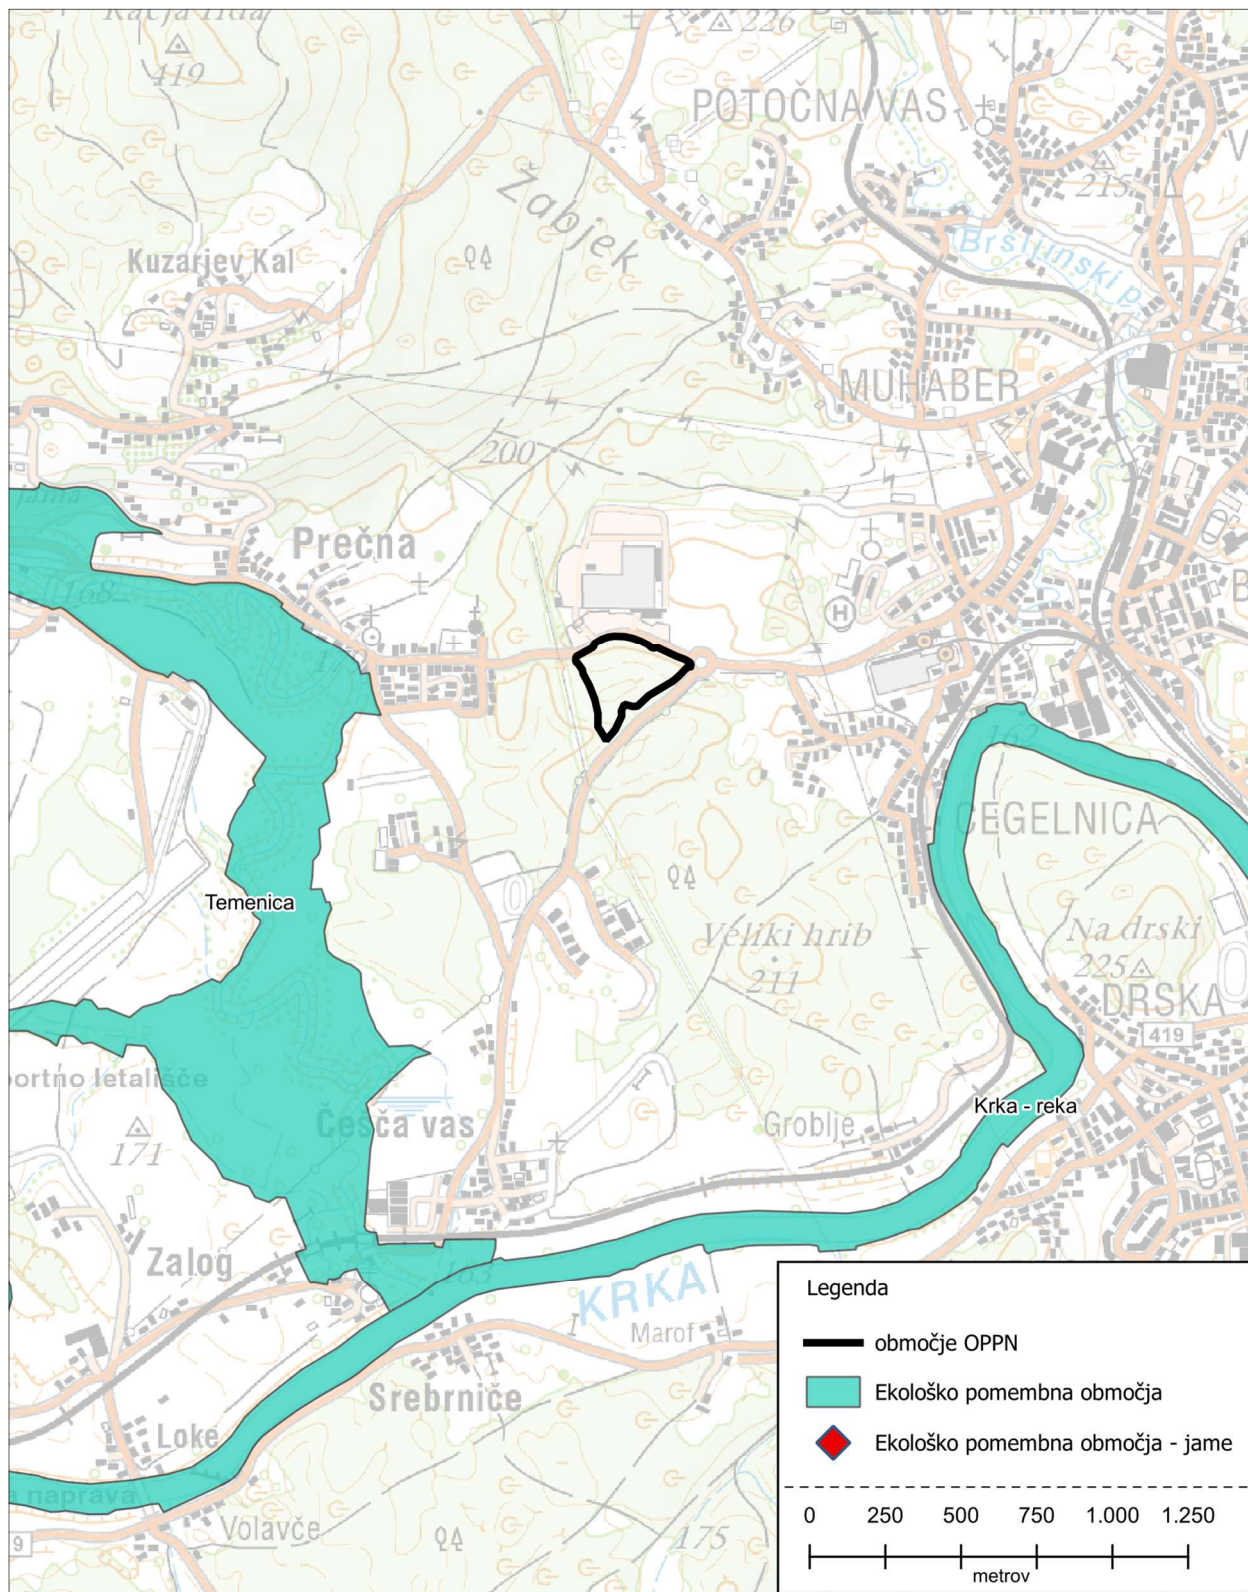 226
419
POTOČNA VAS
215
Žabjek
Bršljinski p.
Kuzarjev Kal
MUHABER
200
Prečna
168
H
162
CEGELNICA
Temenica
Veliki hrib
211
Na drski
225
DRSKA
419
Krka - reka
portno letališče
171
Češča vas
Groblje
Zalog
163
KRKA
Marof
Srebrniče
Loke
a naprava
Volavče
9
175
Legenda
območje OPPN
Ekološko pomembna območja
Ekološko pomembna območja - jame
0 250 500 750 1.000 1.250
metrov